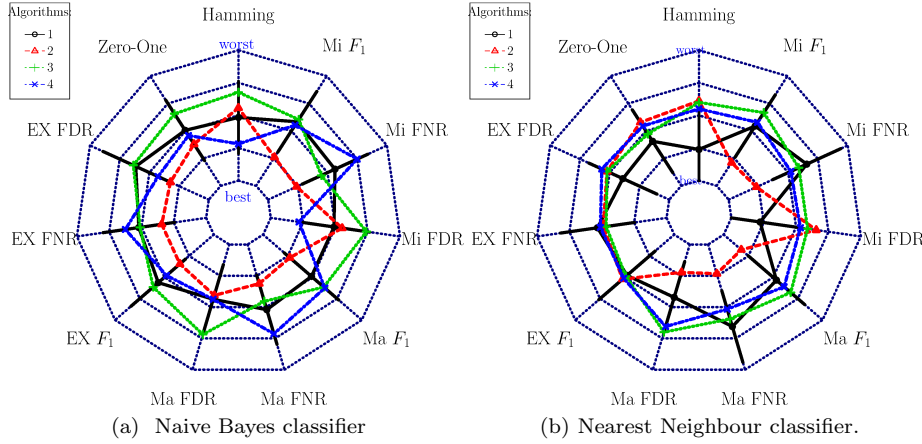 Algorithms:
1
2
3
4
Hamming
worst
Mi F1
Mi FNR
Mi FDR
Ma F1
Ma FNR
Ma FDR
EX F1
EX FNR
EX FDR
Zero-One
best
(a) Naive Bayes classifier
Algorithms:
1
2
3
4
Hamming
worst
Mi F1
Mi FNR
Mi FDR
Ma F1
Ma FNR
Ma FDR
EX F1
EX FNR
EX FDR
Zero-One
best
(b) Nearest Neighbour classifier.